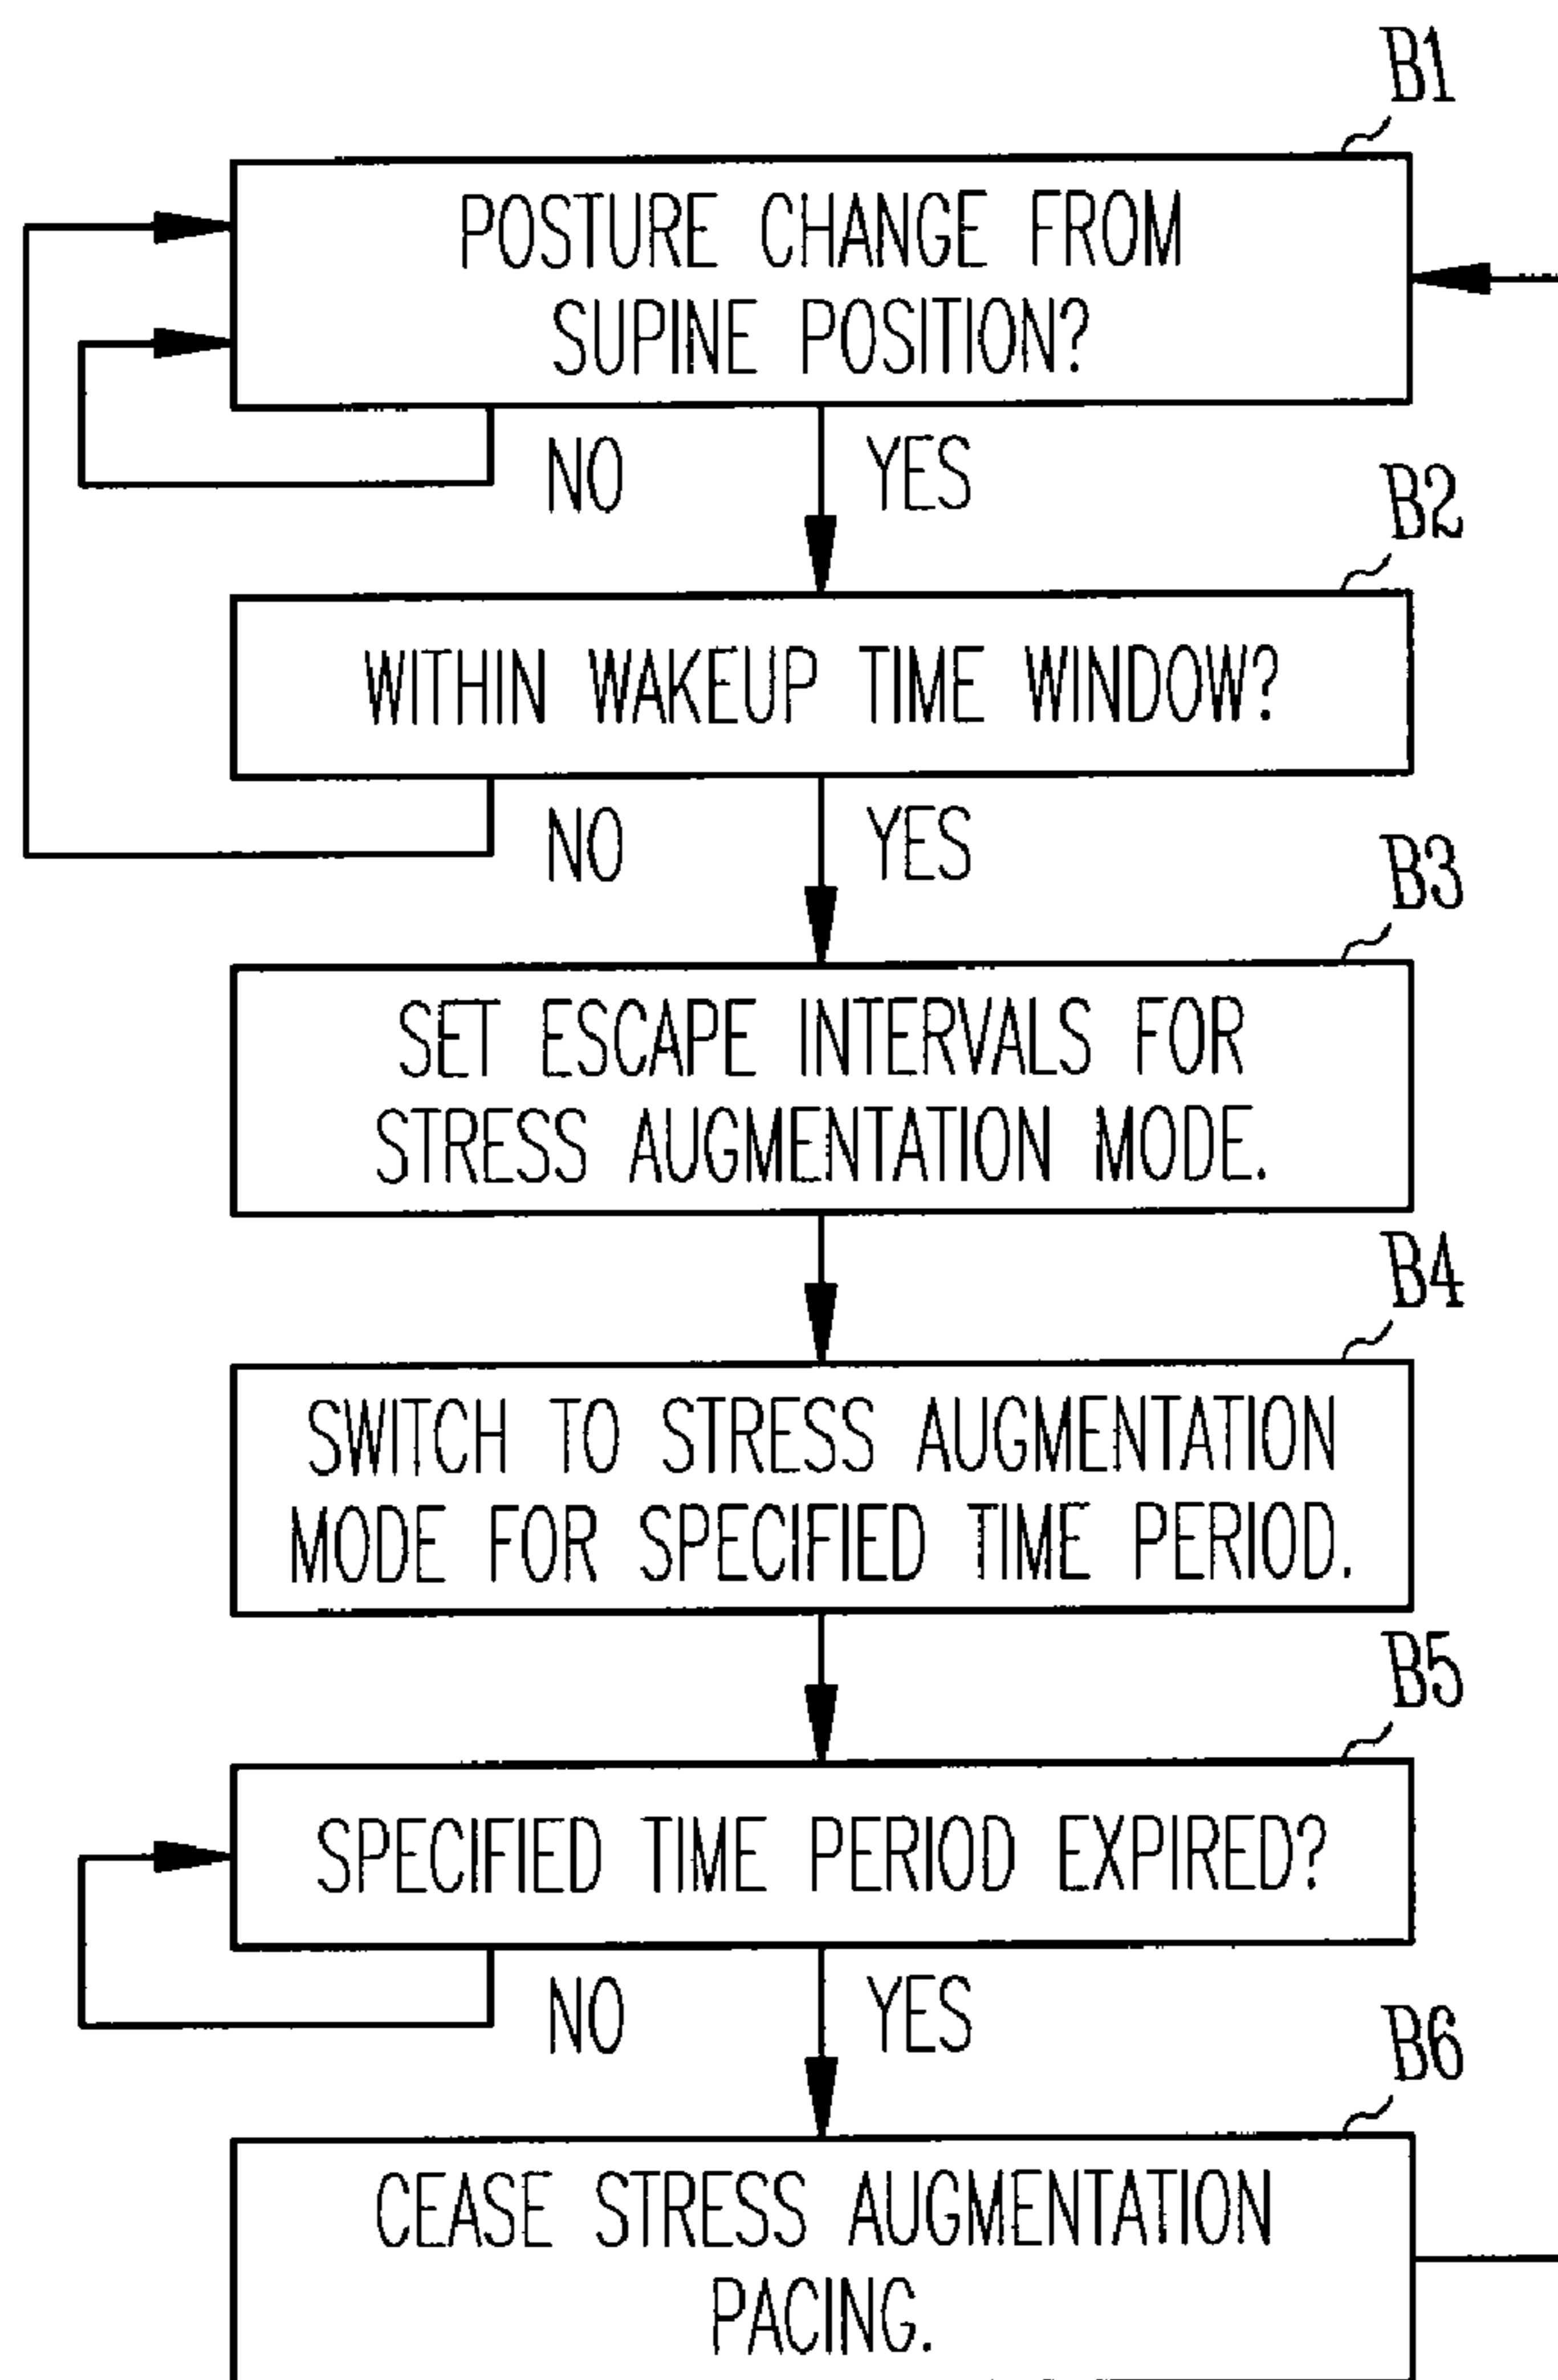 B1
POSTURE CHANGE FROM
SUPINE POSITION?
NO YES
B2
WITHIN WAKEUP TIME WINDOW?
NO YES
B3
SET ESCAPE INTERVALS FOR
STRESS AUGMENTATION MODE.
B4
SWITCH TO STRESS AUGMENTATION
MODE FOR SPECIFIED TIME PERIOD.
B5
SPECIFIED TIME PERIOD EXPIRED?
NO YES
B6
CEASE STRESS AUGMENTATION
PACING.